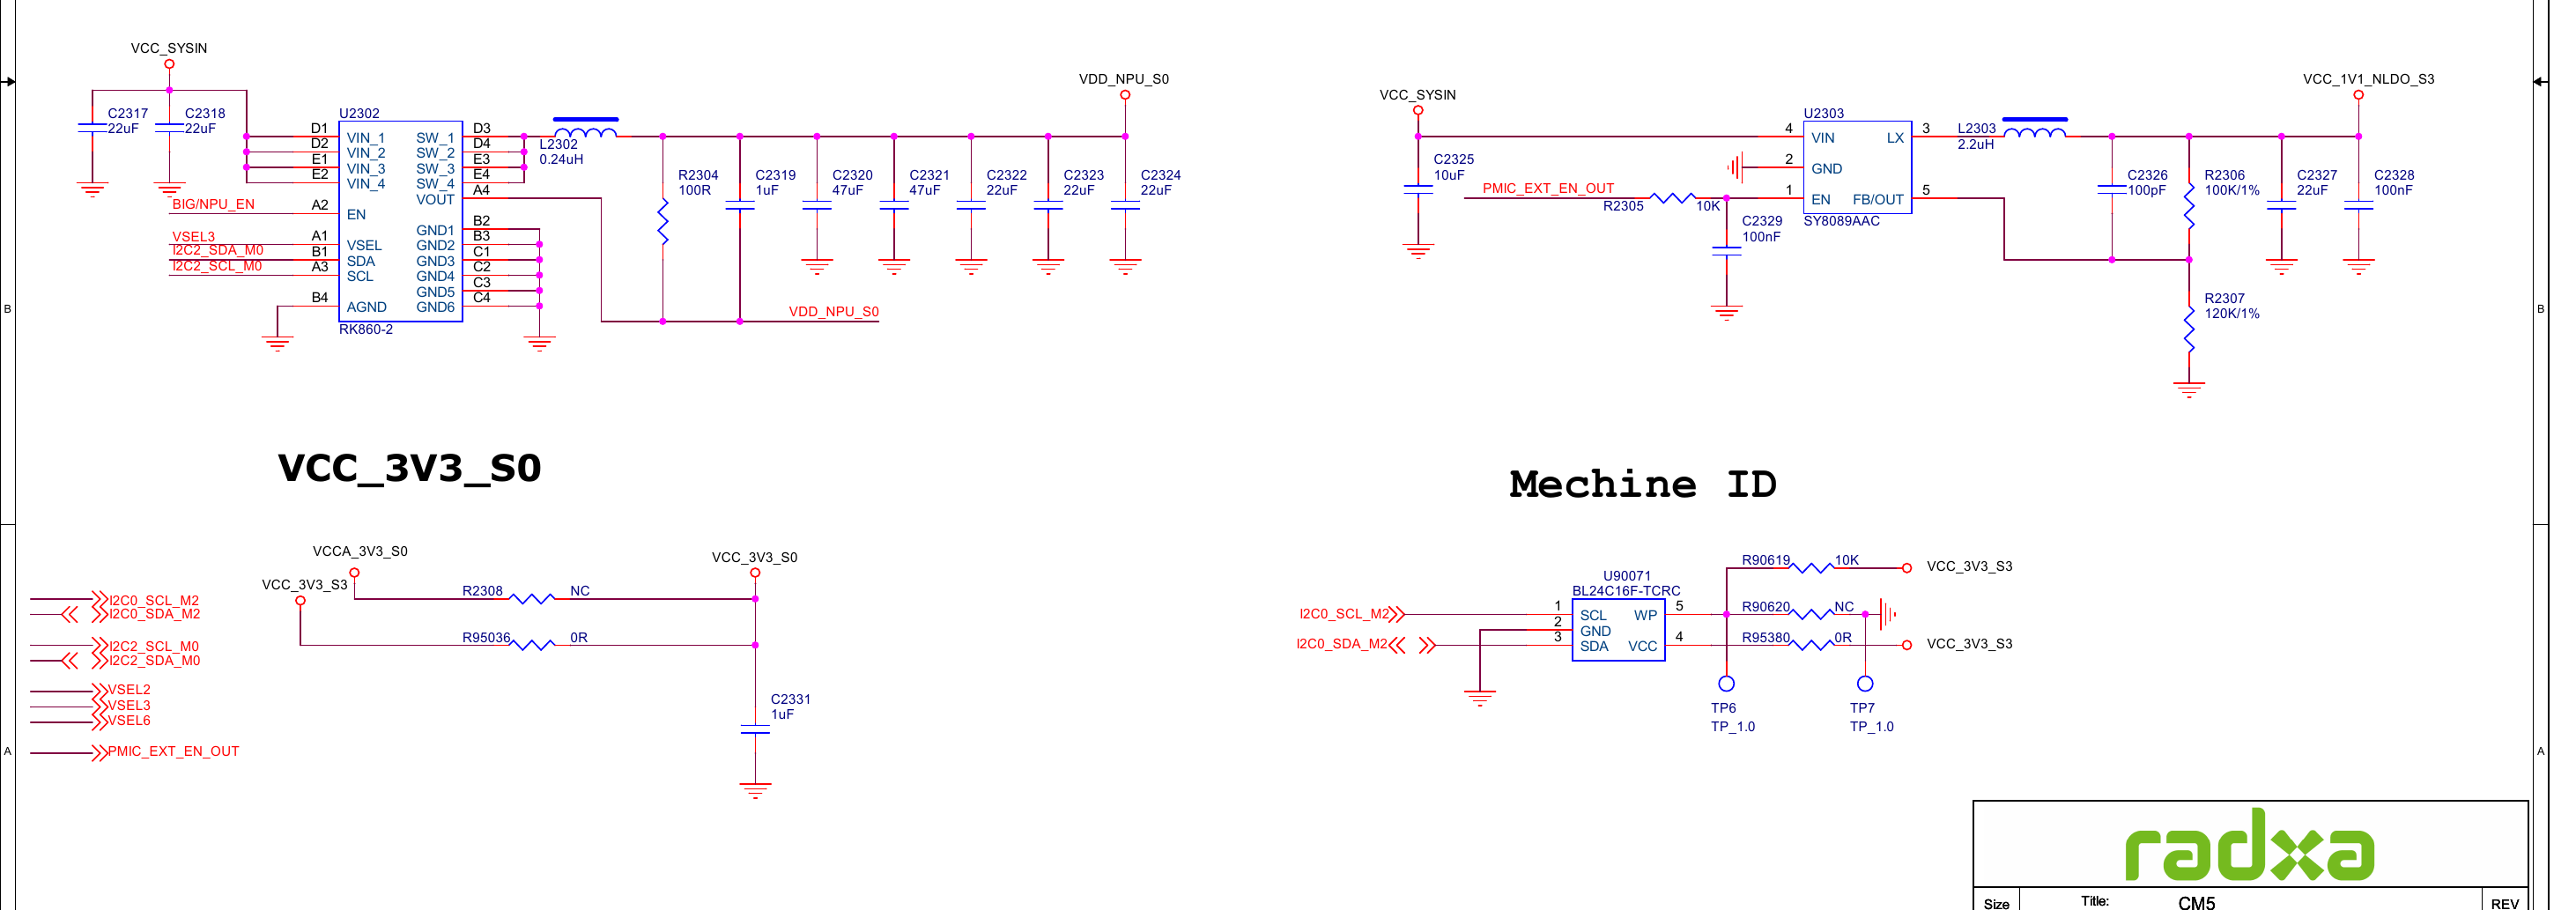 VCC_SYSIN
C2317
22uF
C2318
22uF
U2302
D1 VIN_1 SW_1 D3
D2 VIN_2 SW_2 D4
E1 VIN_3 SW_3 E3
E2 VIN_4 SW_4 E4
VOUT A4
BIG/NPU_EN A2 EN
GND1 B2
VSEL3 A1 VSEL GND2 B3
I2C2_SDA_M0 B1 SDA GND3 C1
I2C2_SCL_M0 A3 SCL GND4 C2
GND5 C3
B4 AGND GND6 C4
RK860-2
L2302
0.24uH
R2304
100R
C2319
1uF
C2320
47uF
C2321
47uF
C2322
22uF
C2323
22uF
C2324
22uF
VDD_NPU_S0
VDD_NPU_S0
VCC_SYSIN
C2325
10uF
PMIC_EXT_EN_OUT
R2305 10K
C2329
100nF
U2303
4 VIN LX 3
2 GND
1 EN FB/OUT 5
SY8089AAC
L2303
2.2uH
C2326
100pF
R2306
100K/1%
C2327
22uF
C2328
100nF
R2307
120K/1%
VCC_1V1_NLDO_S3
B
B
VCC_3V3_S0
Mechine ID
VCCA_3V3_S0
VCC_3V3_S3
VCC_3V3_S0
R2308 NC
R95036 0R
C2331
1uF
I2C0_SCL_M2
I2C0_SDA_M2
I2C2_SCL_M0
I2C2_SDA_M0
VSEL2
VSEL3
VSEL6
PMIC_EXT_EN_OUT
U90071
BL24C16F-TCRC
I2C0_SCL_M2 1 SCL WP 5
2 GND
I2C0_SDA_M2 3 SDA VCC 4
R90619 10K VCC_3V3_S3
R90620 NC
R95380 0R VCC_3V3_S3
TP6
TP_1.0
TP7
TP_1.0
A
A
radxa
Size Title: CM5 REV